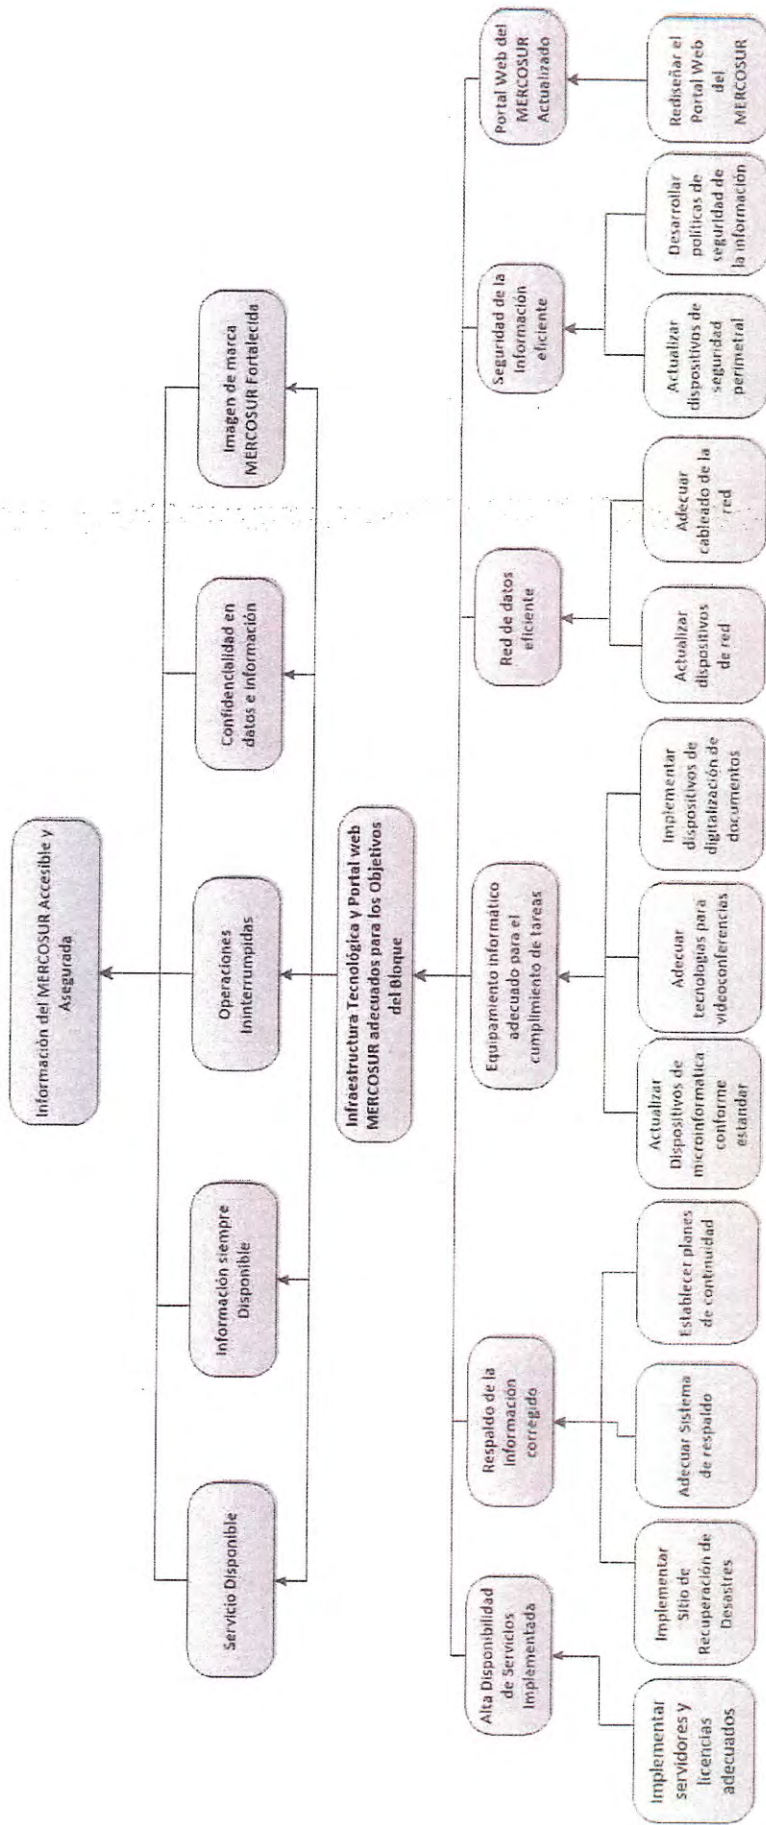 Información del MERCOSUR Accesible y
Asegurada
Servicio Disponible
Información siempre
Disponible
Operaciones
Ininterrumpidas
Confidencialidad en
datos e información
Imagen de marca
MERCOSUR Fortalecida
Infraestructura Tecnológica y Portal web
MERCOSUR adecuados para los Objetivos
del Bloque
Alta Disponibilidad
de Servicios
Implementada
Respaldo de la
Información
corregido
Equipamiento informático
adecuado para el
cumplimiento de tareas
Red de datos
eficiente
Seguridad de la
Información
eficiente
Portal Web del
MERCOSUR
Actualizado
Implementar
servidores y
licencias
adecuados
Implementar
Sitio de
Recuperación de
Desastres
Adecuar Sistema
de respaldo
Establecer planes
de continuidad
Actualizar
Dispositivos de
microinformatica
conforme
estandar
Adecuar
tecnologías para
videoconferencias
Implementar
dispositivos de
digitalización de
documentos
Actualizar
dispositivos
de red
Adecuar
cableado de la
red
Actualizar
dispositivos de
seguridad
perimetral
Desarrollar
políticas de
seguridad de
la información
Rediseñar el
Portal Web
del
MERCOSUR